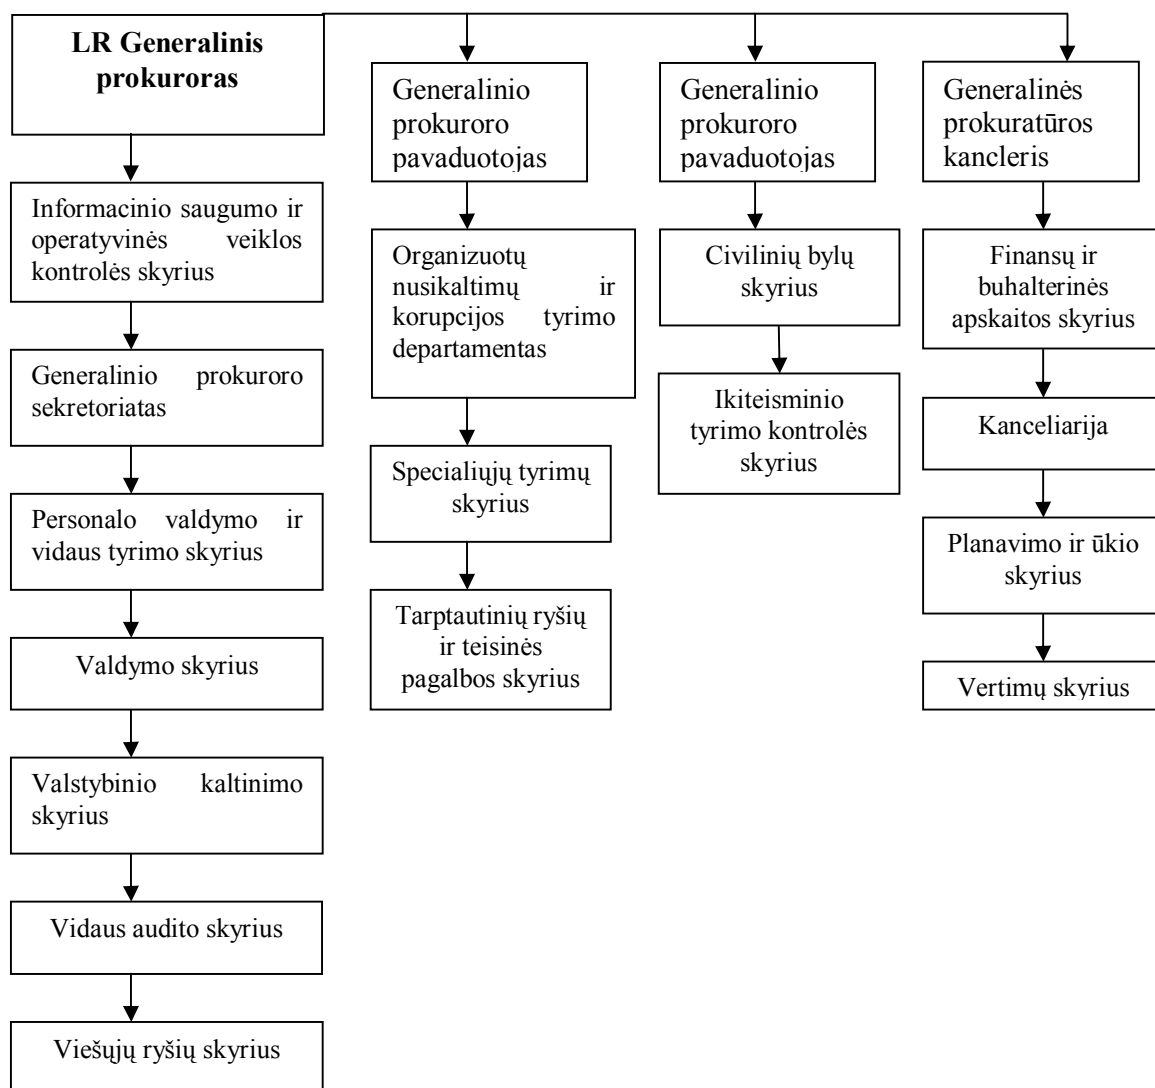 LR Generalinis
prokuroras
Informacinio saugumo ir
operatyvinės veiklos
kontrolės skyrius
Generalinio prokuroro
sekretoriatas
Personalo valdymo ir
vidaus tyrimo skyrius
Valdymo skyrius
Valstybinio kaltinimo
skyrius
Vidaus audito skyrius
Viešųjų ryšių skyrius
Generalinio
prokuroro
pavaduotojas
Organizuotų
nusikaltimų ir
korupcijos tyrimo
departamentas
Specialiųjų tyrimų
skyrius
Tarptautinių ryšių
ir teisinės
pagalbos skyrius
Generalinio
prokuroro
pavaduotojas
Civilinių bylų
skyrius
Ikiteisminio
tyrimo kontrolės
skyrius
Generalinės
prokuratūros
kancleris
Finansų ir
buhalterinės
apskaitos skyrius
Kanceliarija
Planavimo ir ūkio
skyrius
Vertimų skyrius